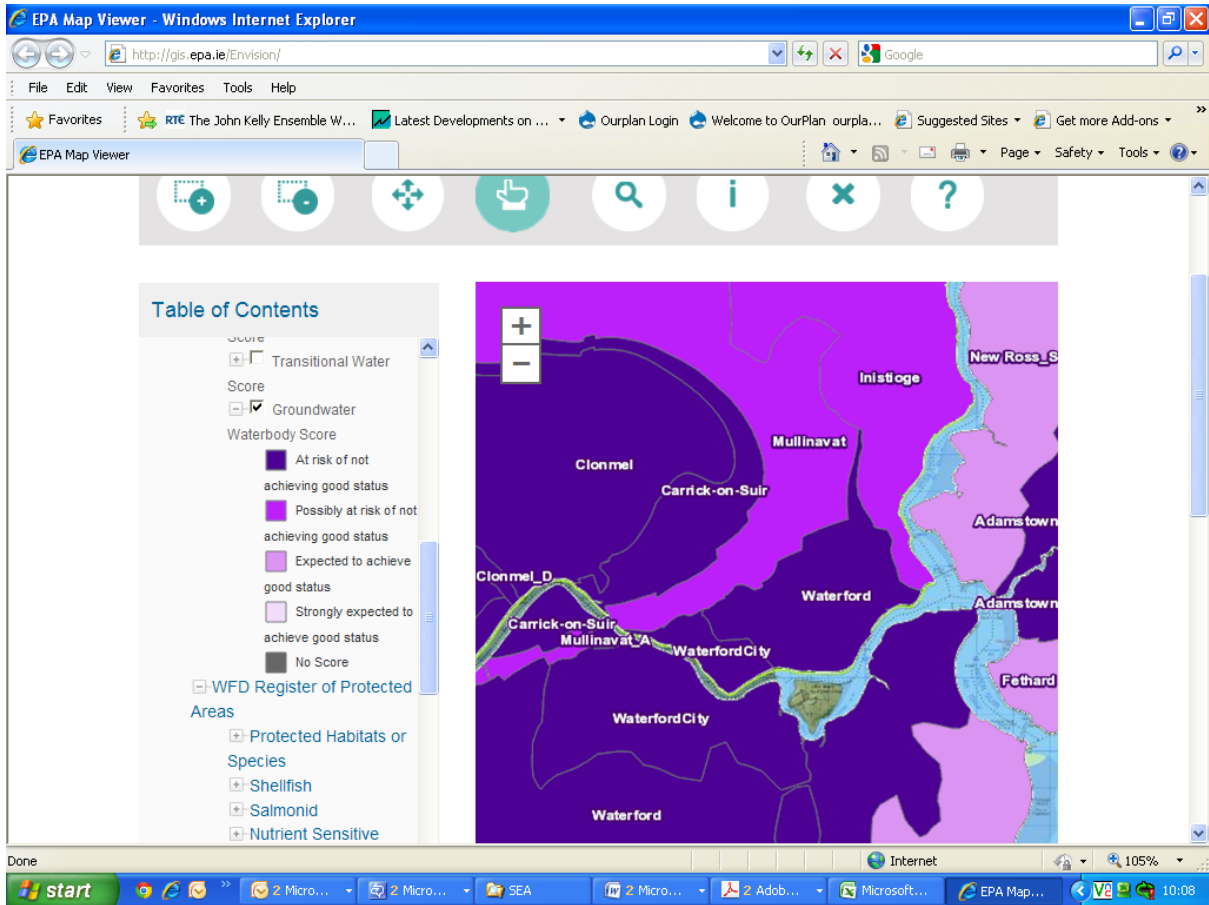 EPA Map Viewer - Windows Internet Explorer
http://gis.epa.ie/Envision/
Google
File Edit View Favorites Tools Help
Favorites RTÉ The John Kelly Ensemble W... Latest Developments on ... Ourplan Login Welcome to OurPlan ourpla... Suggested Sites Get more Add-ons »
EPA Map Viewer Page Safety Tools
i ?
Table of Contents
Score
Transitional Water
Score
Groundwater
Waterbody Score
At risk of not
achieving good status
Possibly at risk of not
achieving good status
Expected to achieve
good status
Strongly expected to
achieve good status
No Score
WFD Register of Protected
Areas
Protected Habitats or
Species
Shellfish
Salmonid
Nutrient Sensitive
+
−
New Ross_S
Inistioge
Mullinavat
Clonmel
Carrick-on-Suir
Adamstown
Clonmel_D
Waterford
Adamstown
Carrick-on-Suir
Mullinavat_A
WaterfordCity
Fethard
WaterfordCity
Waterford
Done Internet 105%
start » 2 Micro... 2 Micro... SEA 2 Micro... 2 Adob... Microsoft... EPA Map... 10:08